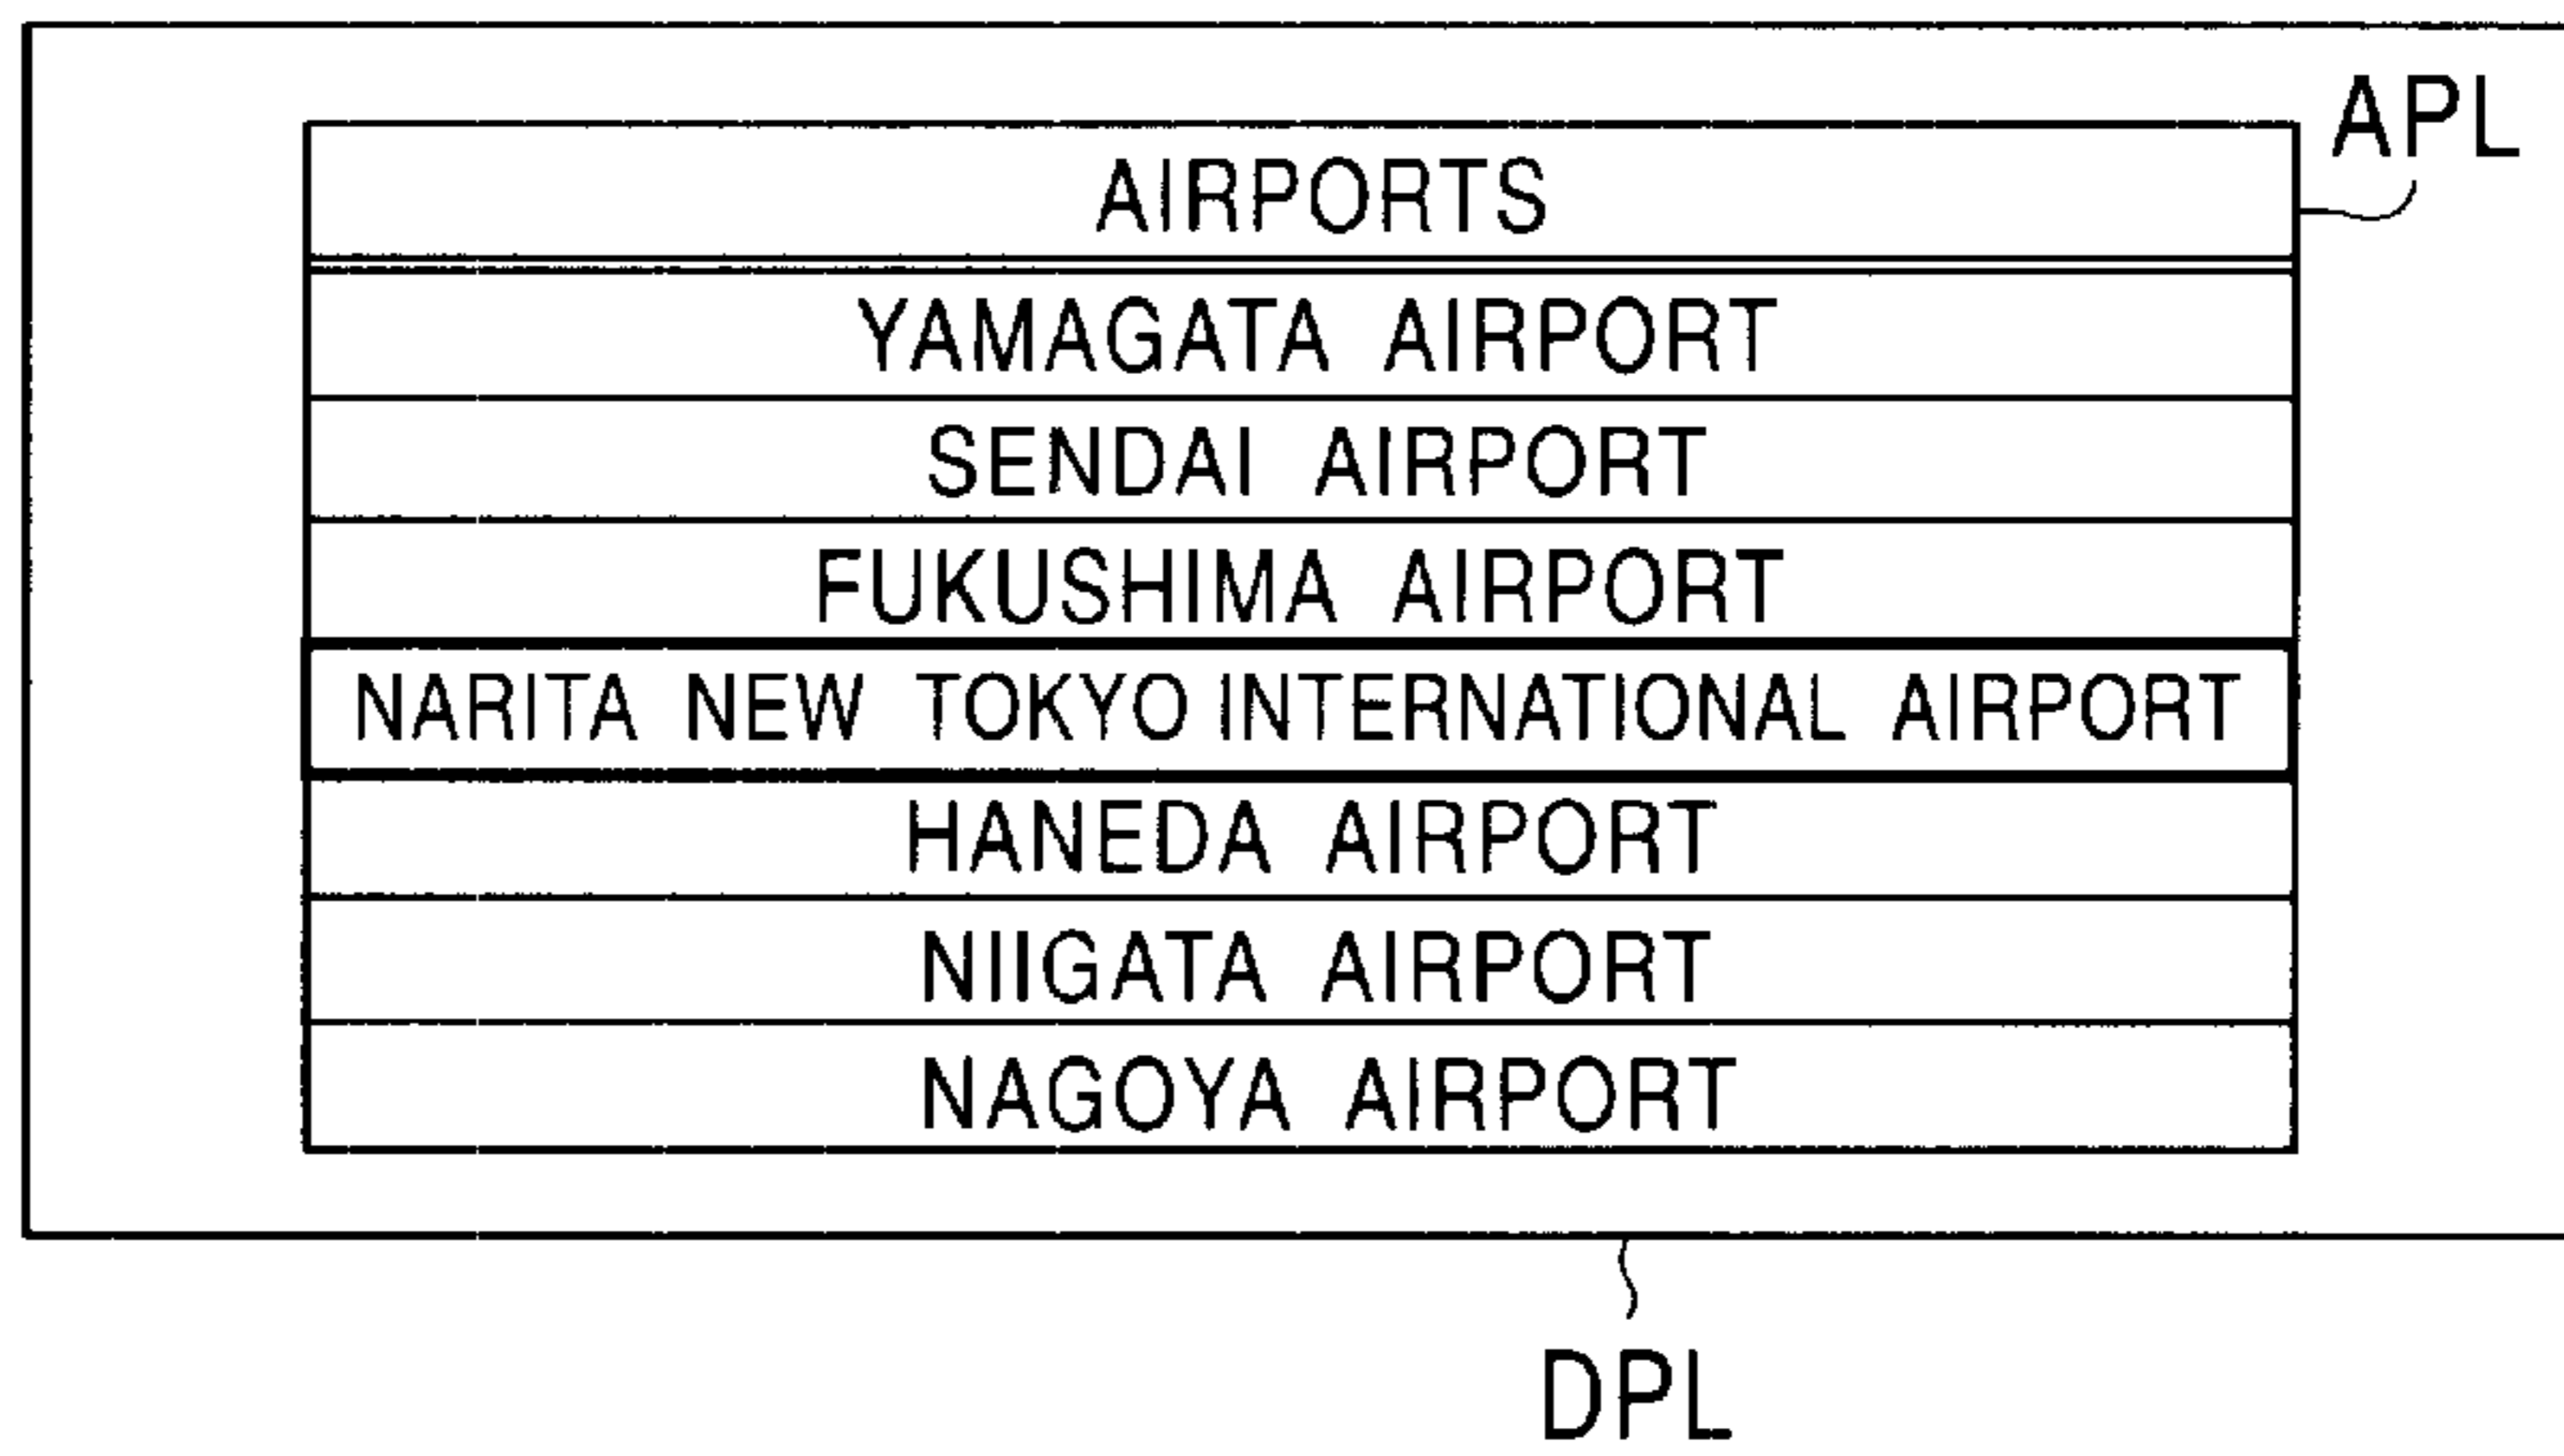 APL
AIRPORTS
YAMAGATA AIRPORT
SENDAI AIRPORT
FUKUSHIMA AIRPORT
NARITA NEW TOKYO INTERNATIONAL AIRPORT
HANEDA AIRPORT
NIIGATA AIRPORT
NAGOYA AIRPORT
DPL